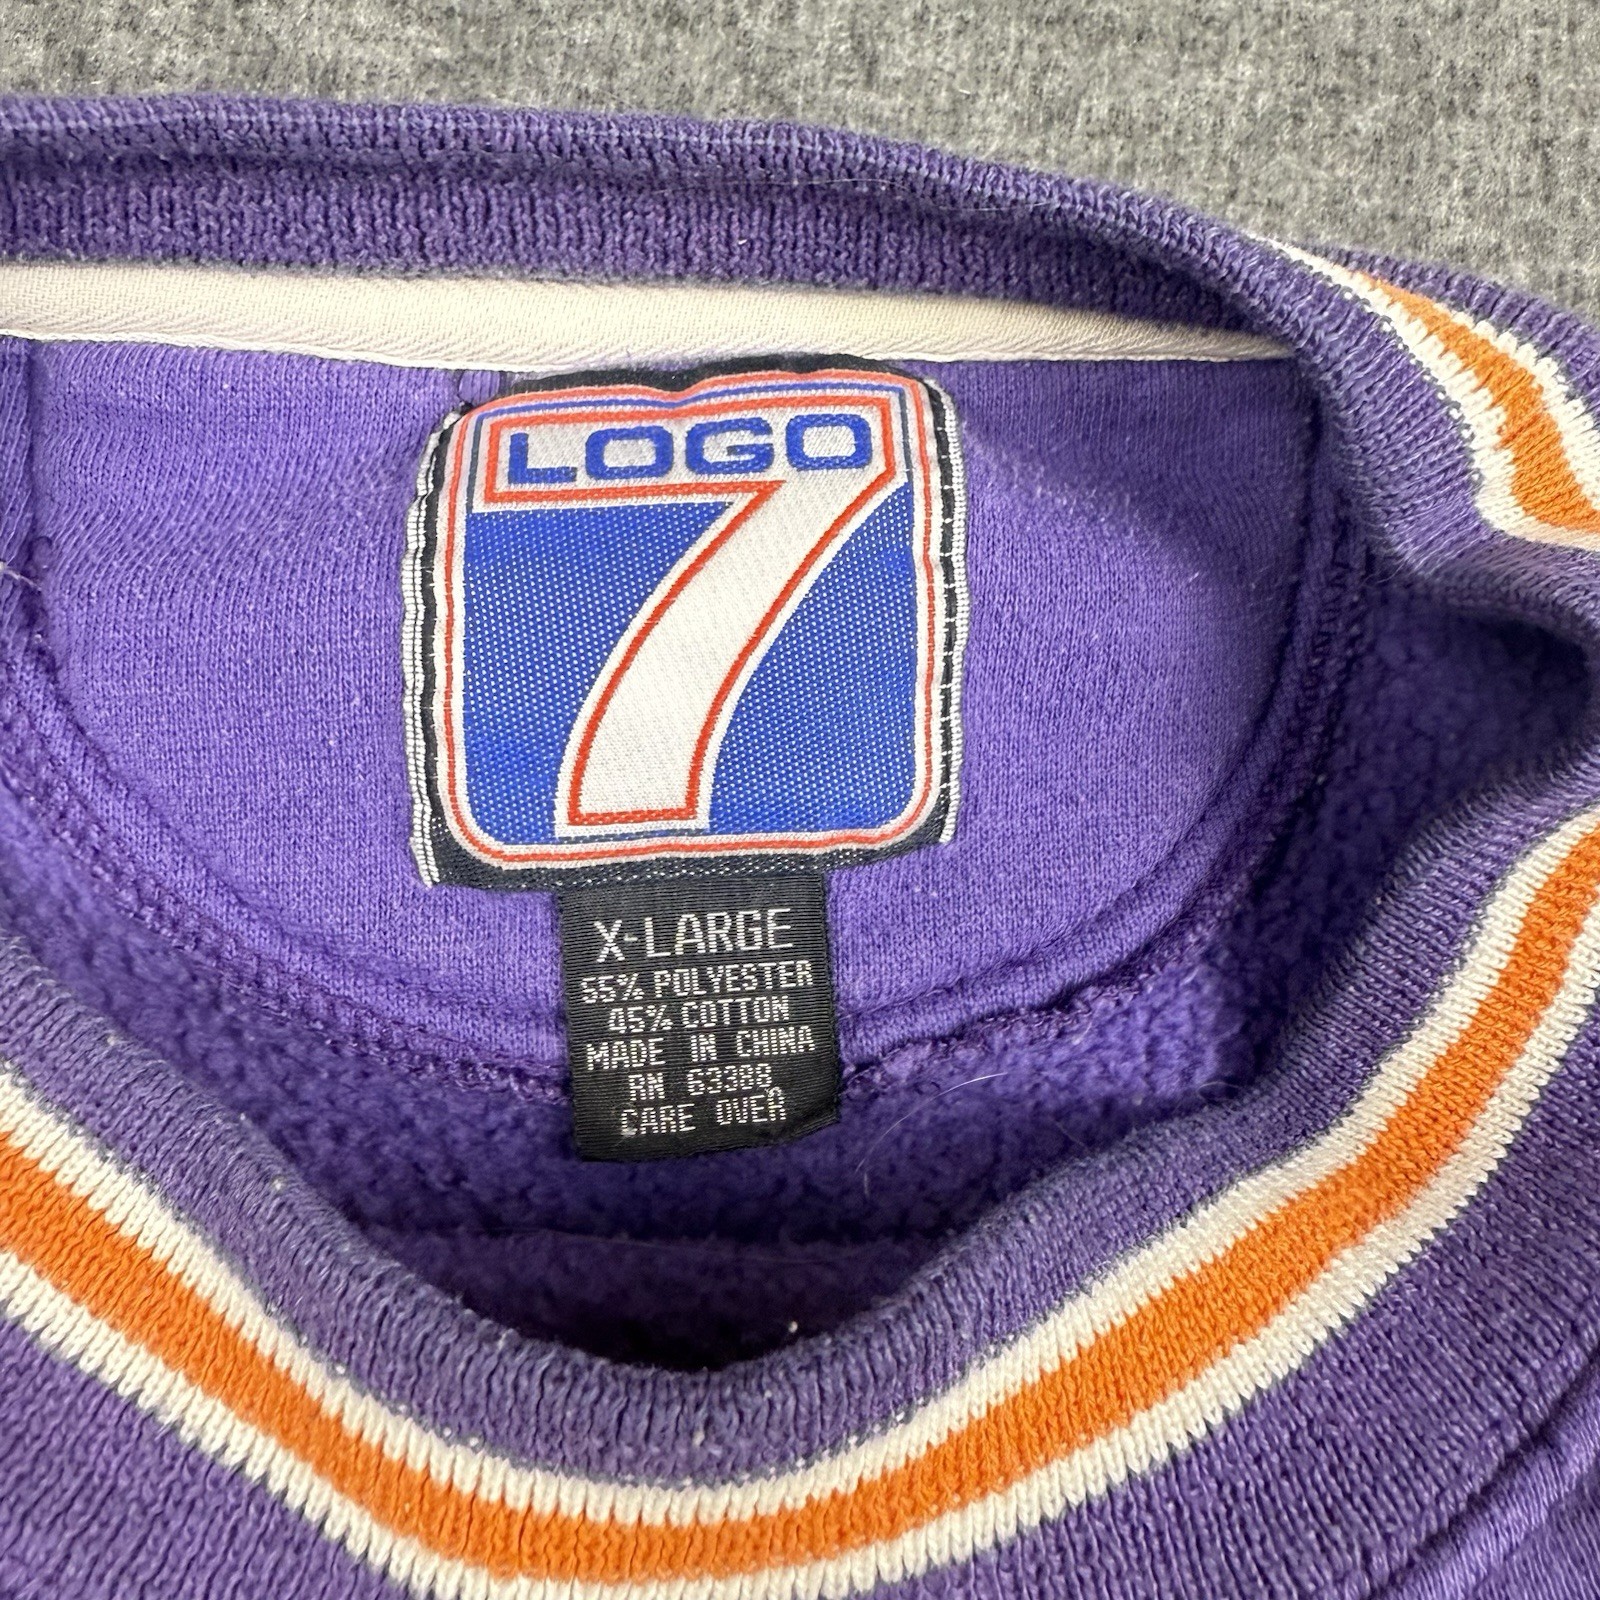 LOGO
7
X-LARGE
55% POLYESTER
45% COTTON
MADE IN CHINA
RN 63388
CARE OVER